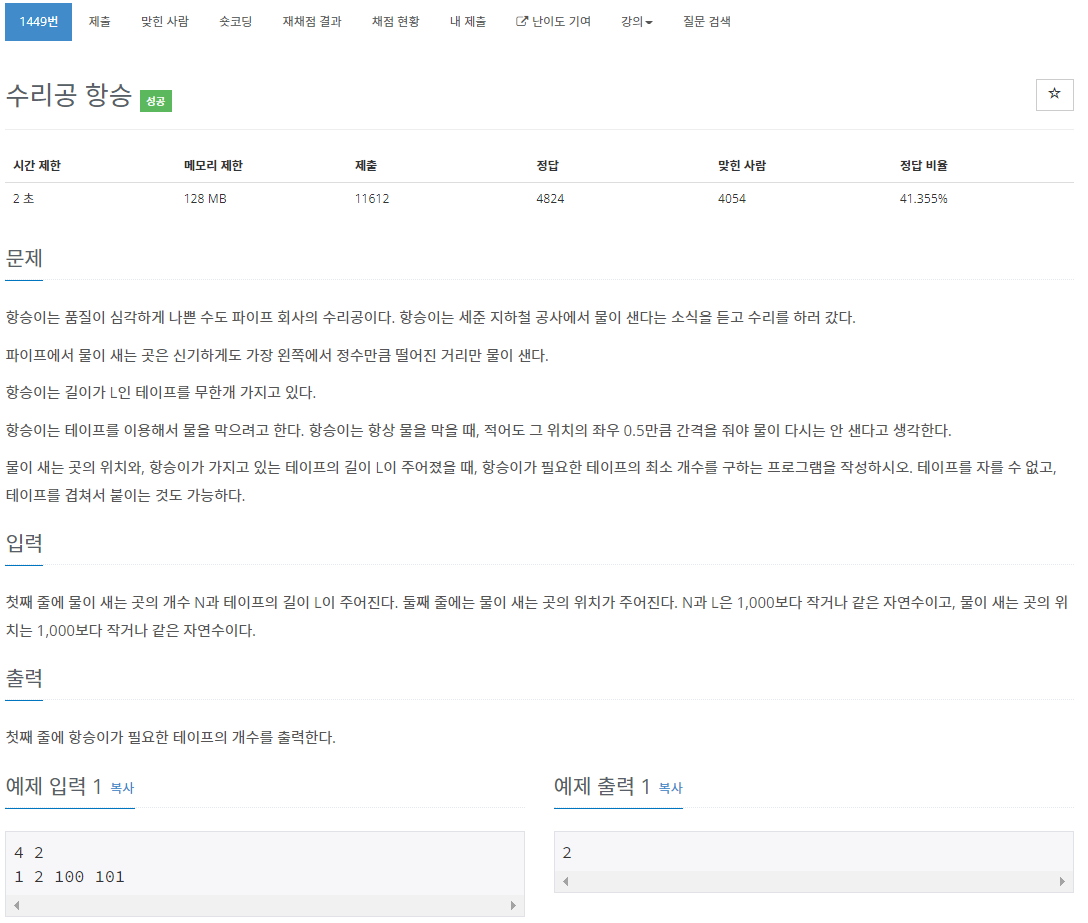 1449번 제출 맞힌 사람 숏코딩 재채점 결과 채점 현황 내 제출 난이도 기여 강의 질문 검색
수리공 항승 성공
시간 제한 메모리 제한 제출 정답 맞힌 사람 정답 비율
2 초 128 MB 11612 4824 4054 41.355%
문제
항승이는 품질이 심각하게 나쁜 수도 파이프 회사의 수리공이다. 항승이는 세준 지하철 공사에서 물이 샌다는 소식을 듣고 수리를 하러 갔다.
파이프에서 물이 새는 곳은 신기하게도 가장 왼쪽에서 정수만큼 떨어진 거리만 물이 샌다.
항승이는 길이가 L인 테이프를 무한개 가지고 있다.
항승이는 테이프를 이용해서 물을 막으려고 한다. 항승이는 항상 물을 막을 때, 적어도 그 위치의 좌우 0.5만큼 간격을 줘야 물이 다시는 안 샌다고 생각한다.
물이 새는 곳의 위치와, 항승이가 가지고 있는 테이프의 길이 L이 주어졌을 때, 항승이가 필요한 테이프의 최소 개수를 구하는 프로그램을 작성하시오. 테이프를 자를 수 없고,
테이프를 겹쳐서 붙이는 것도 가능하다.
입력
첫째 줄에 물이 새는 곳의 개수 N과 테이프의 길이 L이 주어진다. 둘째 줄에는 물이 새는 곳의 위치가 주어진다. N과 L은 1,000보다 작거나 같은 자연수이고, 물이 새는 곳의 위
치는 1,000보다 작거나 같은 자연수이다.
출력
첫째 줄에 항승이가 필요한 테이프의 개수를 출력한다.
예제 입력 1 복사
4 2
1 2 100 101
예제 출력 1 복사
2